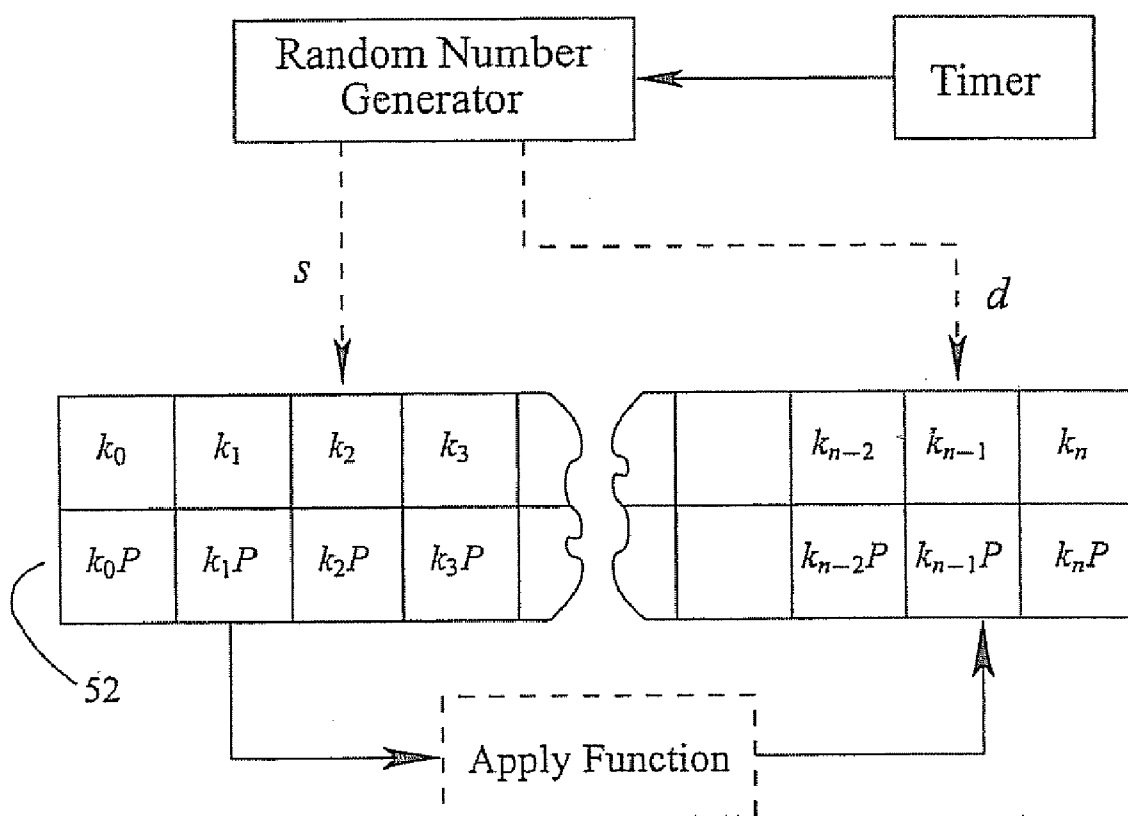 Random Number
Generator
Timer
s
d
k₀ k₁ k₂ k₃ kₙ₋₂ kₙ₋₁ kₙ
k₀P k₁P k₂P k₃P kₙ₋₂P kₙ₋₁P kₙP
52
Apply Function